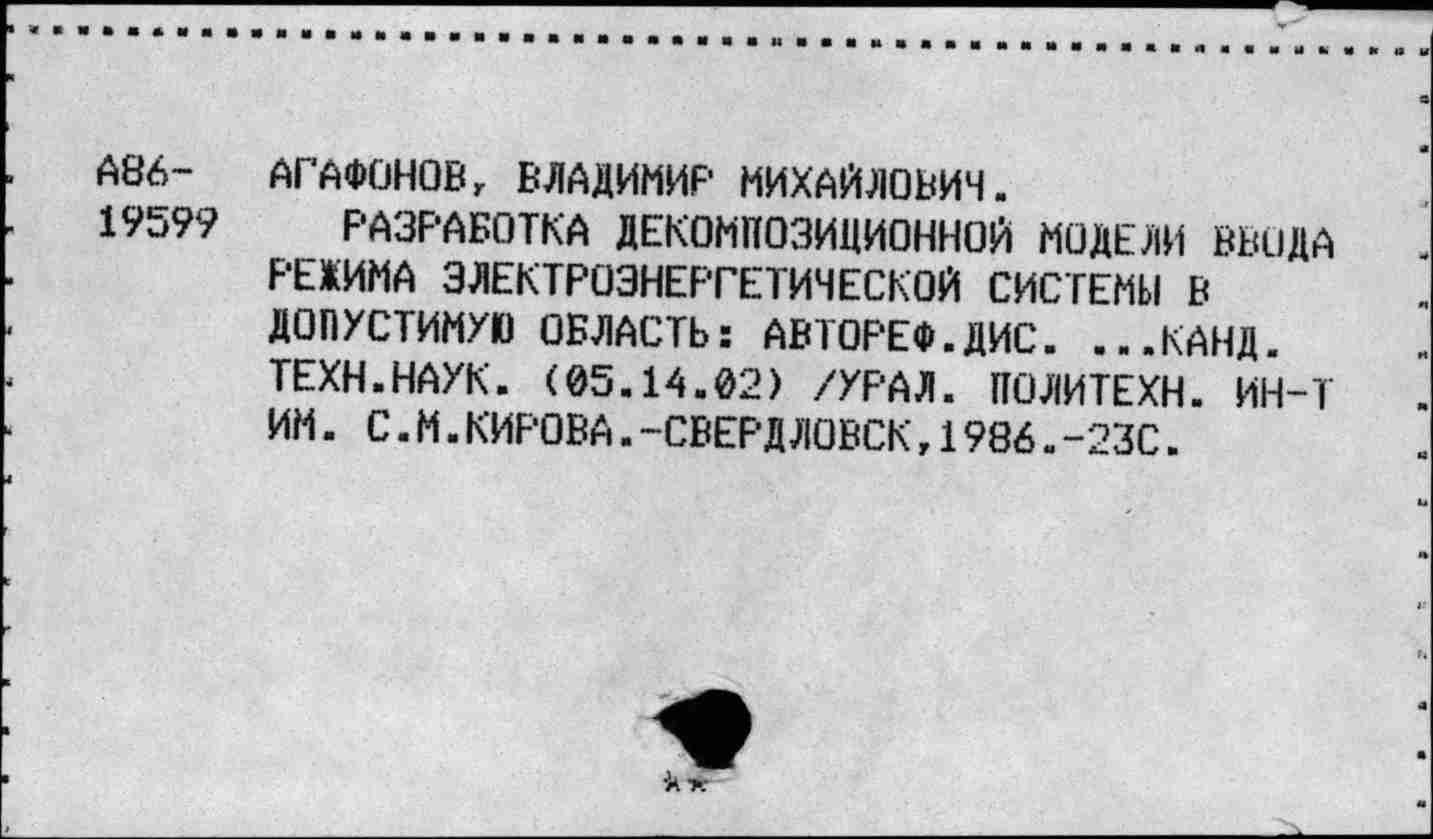 А86- АГАФОНОВ, ВЛАДИМИР МИХАЙЛОВИЧ.
19599 РАЗРАБОТКА ДЕКОМПОЗИЦИОННОЙ МОДЕЛИ ВВОДА
РЕЖИМА ЭЛЕКТРОЭНЕРГЕТИЧЕСКОЙ СИСТЕМЫ В
ДОПУСТИМУЮ ОБЛАСТЬ: АВТОРЕФ.ДИС. ...КАНД.
ТЕХН.НАУК. (05.14.02) /УРАЛ. ПОЛИТЕХН. ИН-Т
ИМ. С.М.КИРОВА.-СВЕРДЛОВСК,1986.-23С.
**